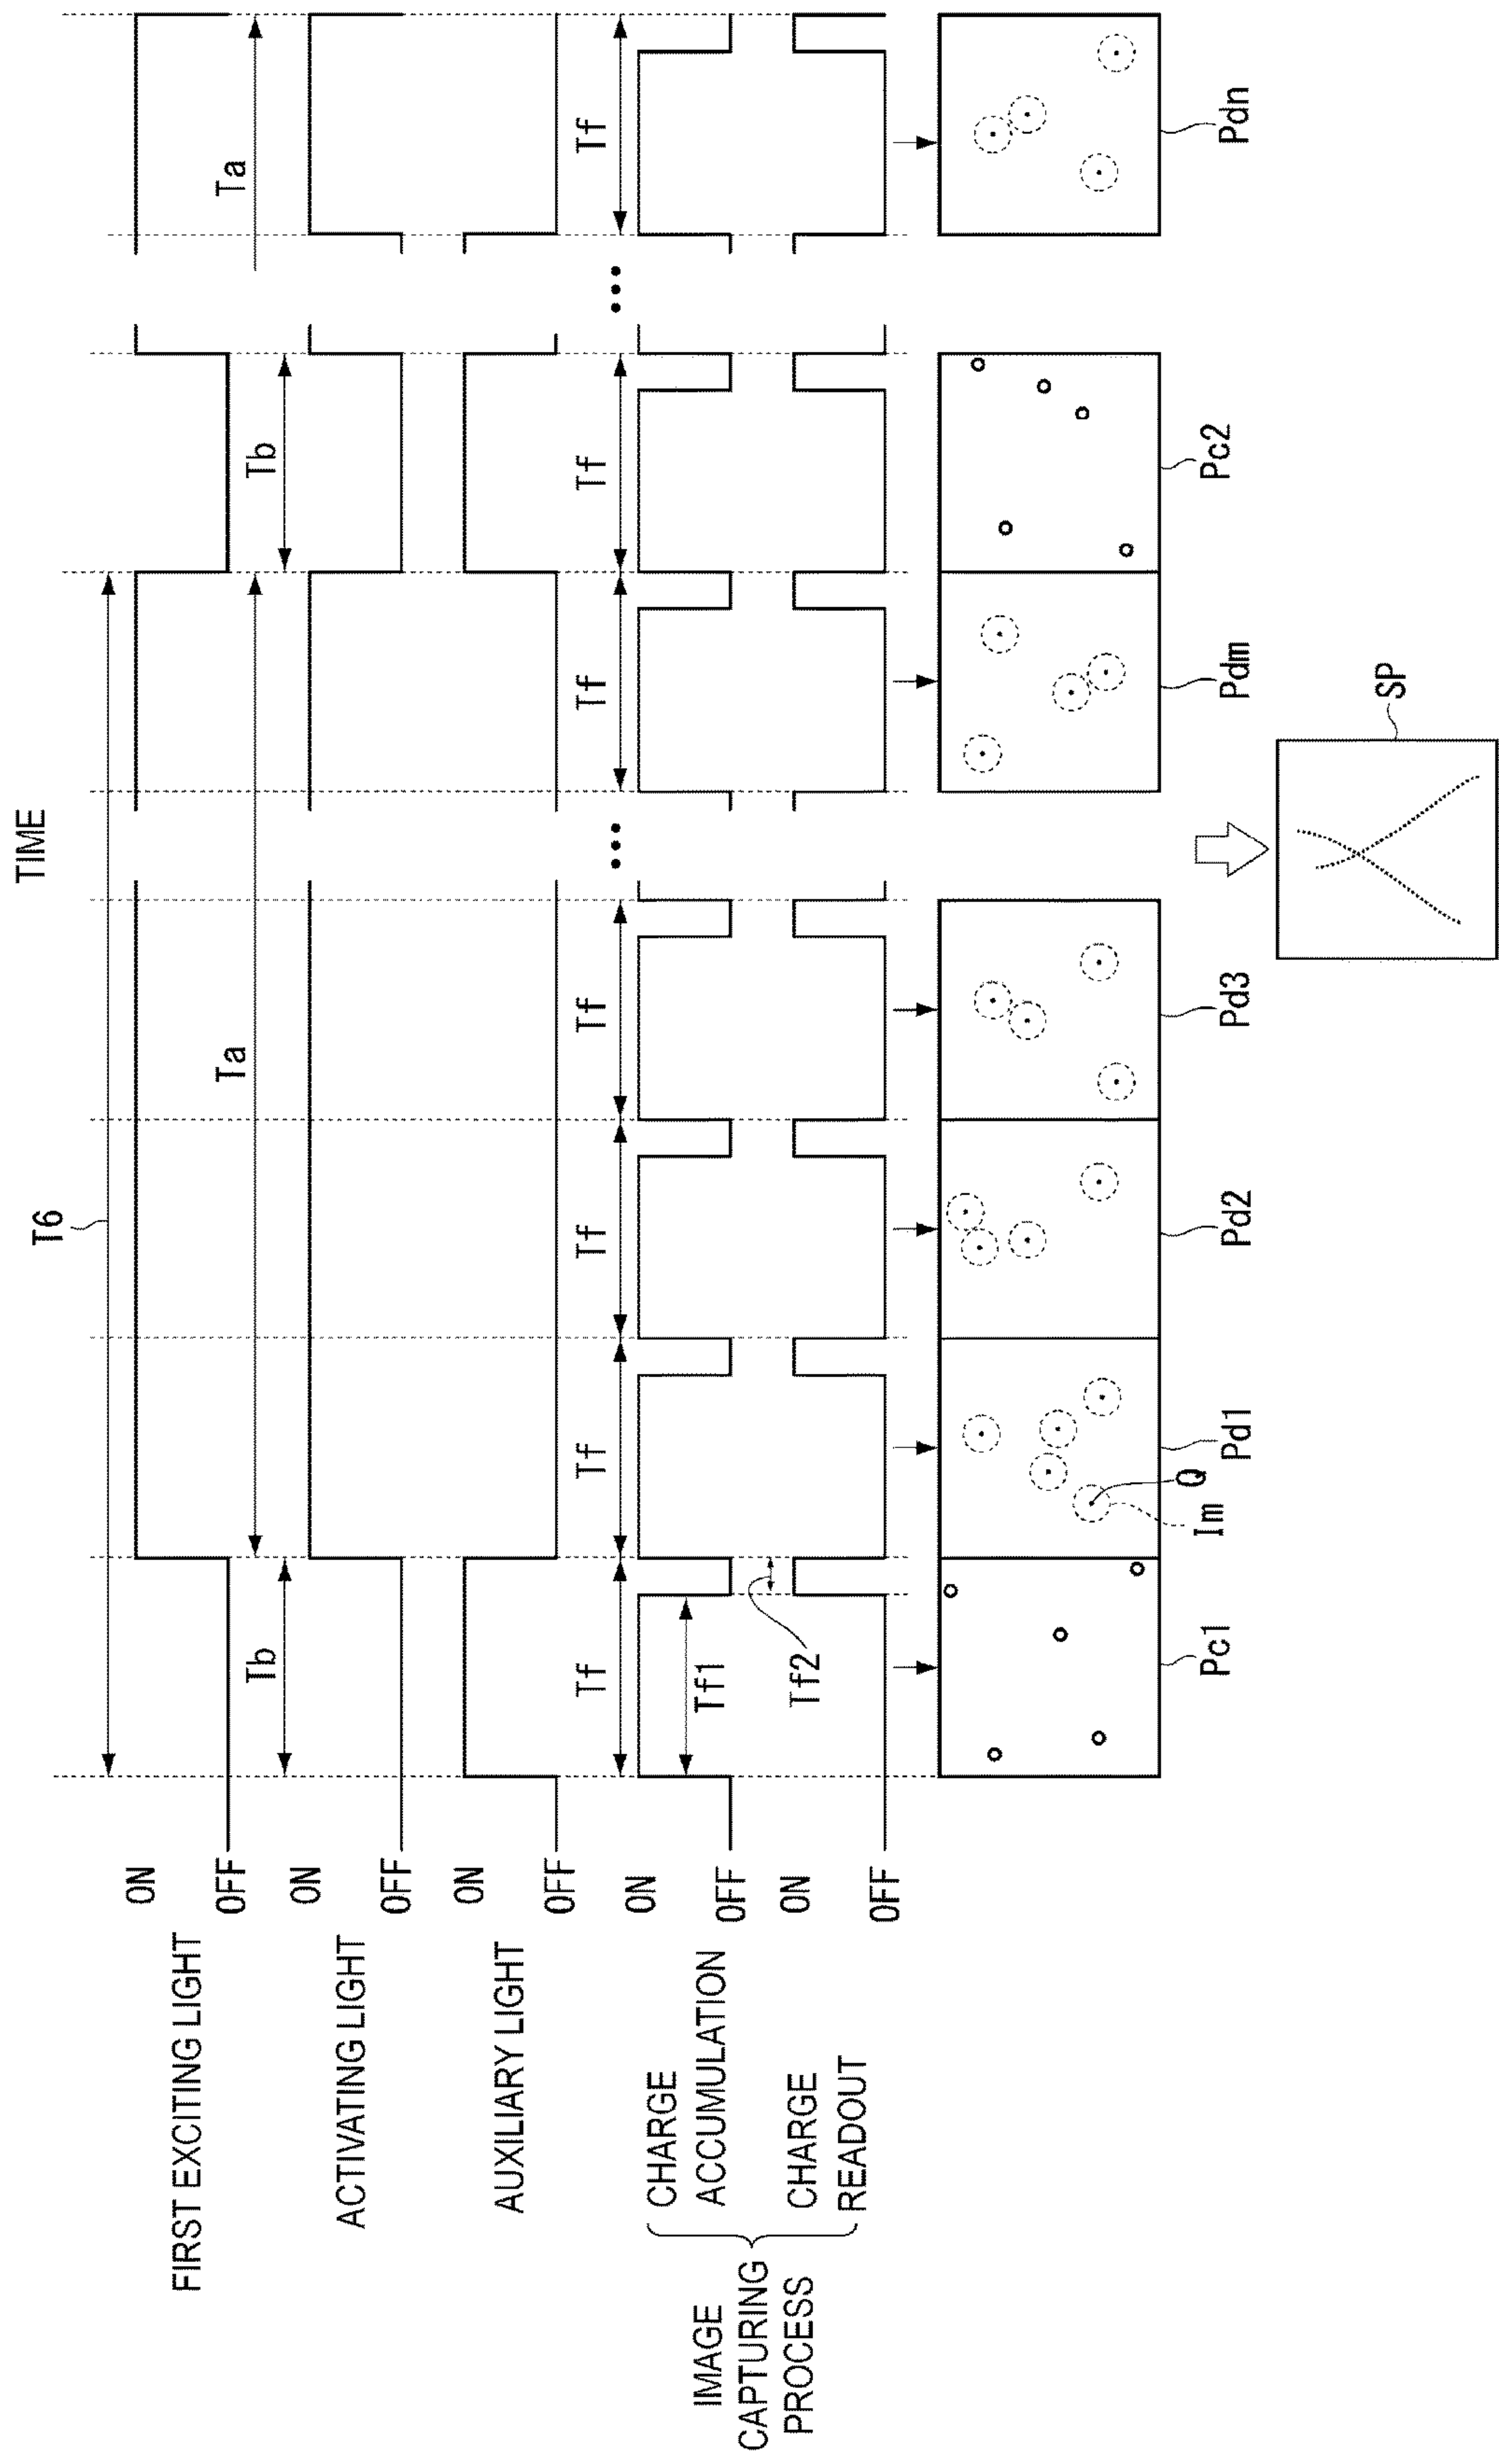 TIME
T6
FIRST EXCITING LIGHT
ON
OFF
Tb
Ta
Tb
Ta
ACTIVATING LIGHT
ON
OFF
AUXILIARY LIGHT
ON
OFF
Tf
Tf
Tf
Tf
Tf
Tf
Tf
IMAGE
CAPTURING
PROCESS
CHARGE
ACCUMULATION
ON
OFF
Tf1
Tf2
CHARGE
READOUT
ON
OFF
Pc1
Im
Q
Pd1
Pd2
Pd3
Pdm
Pc2
Pdn
SP